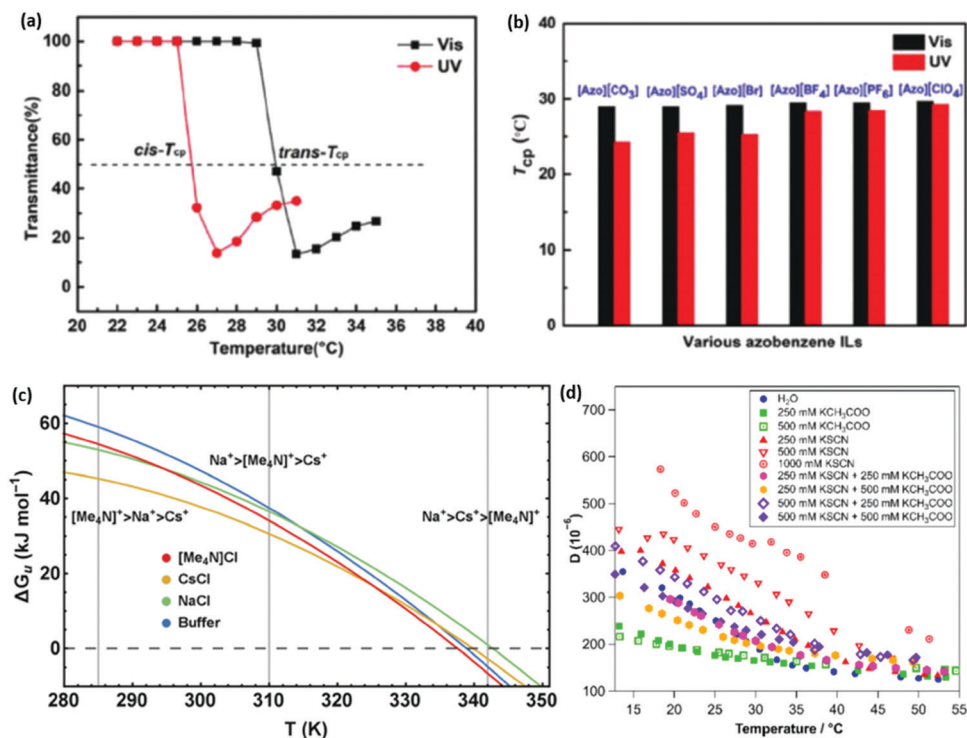 (a)
Transmittance(%)
100
80
60
40
20
0
Vis
UV
cis-Tcp
trans-Tcp
20 22 24 26 28 30 32 34 36 38 40
Temperature(°C)
(b)
Tcp (°C)
40
30
20
10
0
Vis
UV
[Azo][CO3] [Azo][SO4] [Azo][Br] [Azo][BF4] [Azo][PF6] [Azo][ClO4]
Various azobenzene ILs
(c)
ΔGu (kJ mol⁻¹)
60
40
20
0
Na⁺>[Me4N]⁺>Cs⁺
[Me4N]⁺>Na⁺>Cs⁺
Na⁺>Cs⁺>[Me4N]⁺
[Me4N]Cl
CsCl
NaCl
Buffer
280 290 300 310 320 330 340 350
T (K)
(d)
D (10⁻⁶)
700
600
500
400
300
200
100
H2O
250 mM KCH3COO
500 mM KCH3COO
250 mM KSCN
500 mM KSCN
1000 mM KSCN
250 mM KSCN + 250 mM KCH3COO
250 mM KSCN + 500 mM KCH3COO
500 mM KSCN + 250 mM KCH3COO
500 mM KSCN + 500 mM KCH3COO
15 20 25 30 35 40 45 50 55
Temperature / °C